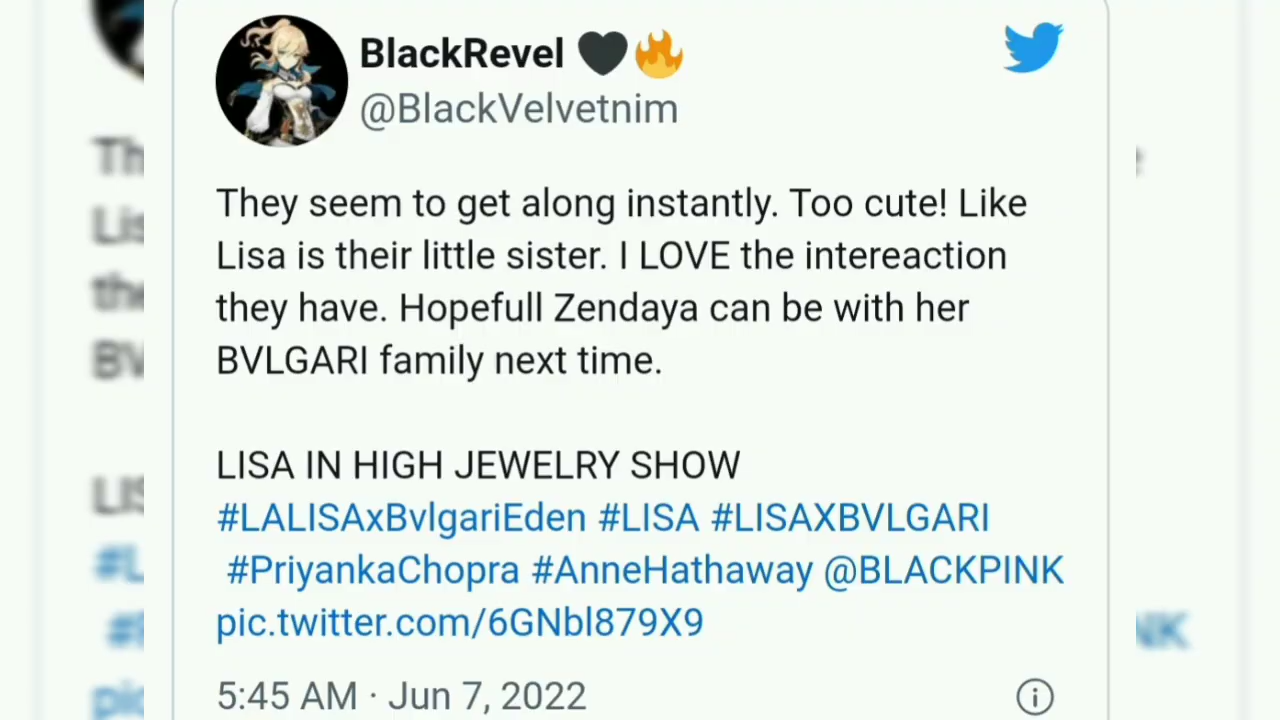 BlackRevel 🖤🔥
@BlackVelvetnim
They seem to get along instantly. Too cute! Like
Lisa is their little sister. I LOVE the intereaction
they have. Hopefull Zendaya can be with her
BVLGARI family next time.
LISA IN HIGH JEWELRY SHOW
#LALISAxBvlgariEden #LISA #LISAXBVLGARI
#PriyankaChopra #AnneHathaway @BLACKPINK
pic.twitter.com/6GNbl879X9
5:45 AM · Jun 7, 2022